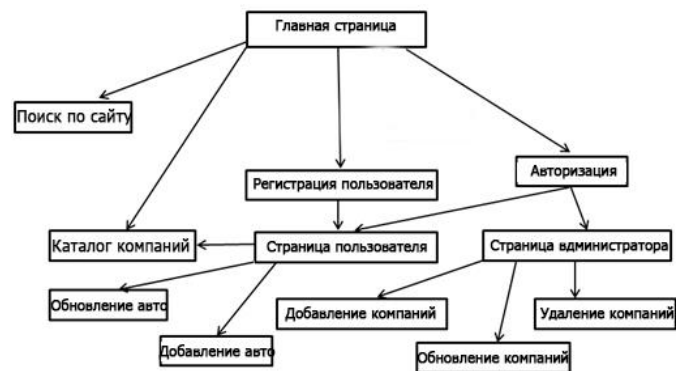 Главная страница
Поиск по сайту
Авторизация
Регистрация пользователя
Каталог компаний
Страница пользователя
Страница вдминистратора
Обновление авто
Добавление компаний
Удаление компаний
Добавление авто
Обновление компаний